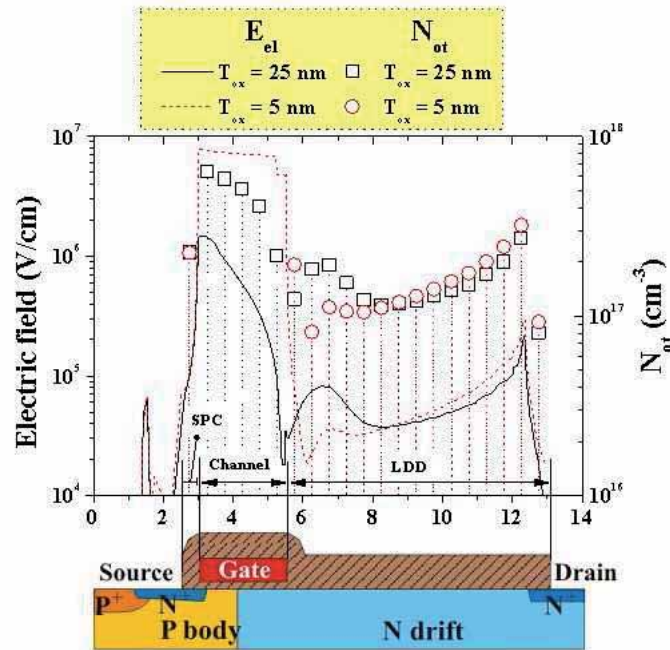 E_el N_ot
T_ox = 25 nm T_ox = 25 nm
T_ox = 5 nm T_ox = 5 nm
10^7 10^18
10^6
10^17
10^5
10^4 10^16
Electric field (V/cm)
N_ot (cm^-3)
SPC
Channel LDD
0 2 4 6 8 10 12 14
Source Gate Drain
P^+ N^+ N^+
P body N drift